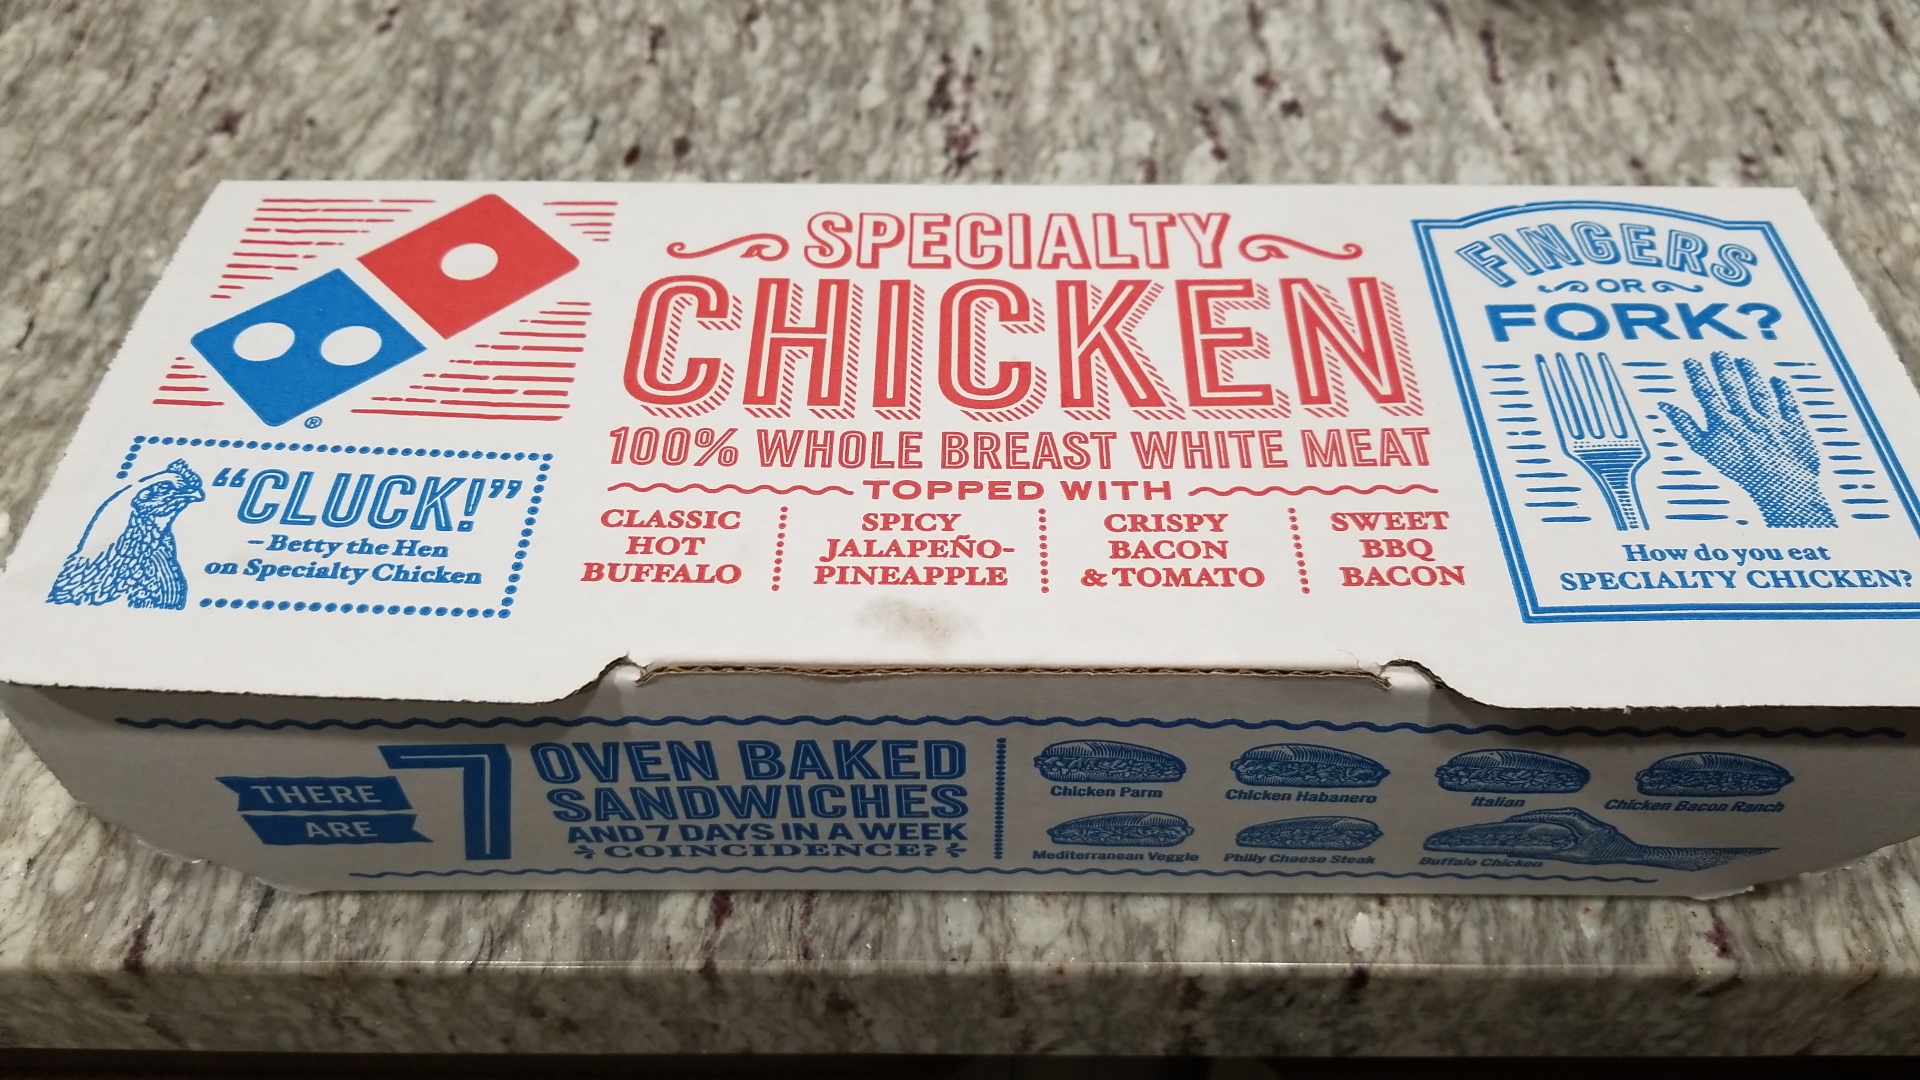 SPECIALTY
CHICKEN
100% WHOLE BREAST WHITE MEAT
TOPPED WITH
CLASSIC
HOT
BUFFALO
SPICY
JALAPEÑO-
PINEAPPLE
CRISPY
BACON
& TOMATO
SWEET
BBQ
BACON
®
"CLUCK!"
- Betty the Hen
on Specialty Chicken
FINGERS
OR
FORK?
How do you eat
SPECIALTY CHICKEN?
THERE
ARE
7
OVEN BAKED
SANDWICHES
AND 7 DAYS IN A WEEK
COINCIDENCE?
Chicken Parm
Chicken Habanero
Italian
Chicken Bacon Ranch
Mediterranean Veggie
Philly Cheese Steak
Buffalo Chicken